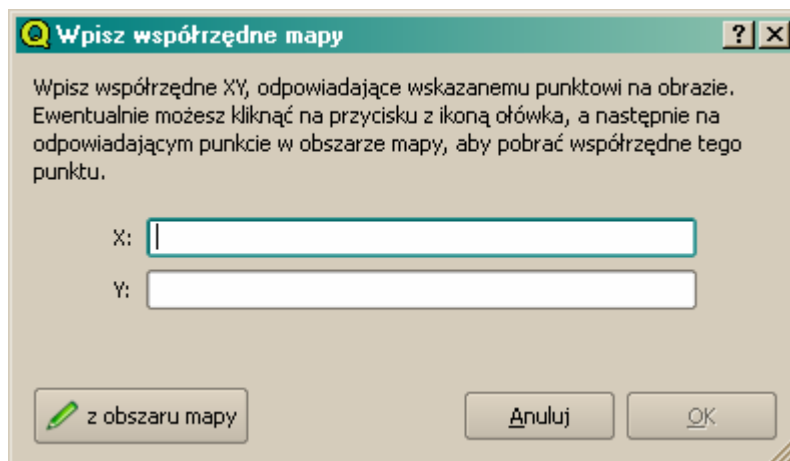 Wpisz współrzędne mapy
Wpisz współrzędne XY, odpowiadające wskazanemu punktowi na obrazie.
Ewentualnie możesz kliknąć na przycisku z ikoną ołówka, a następnie na
odpowiadającym punkcie w obszarze mapy, aby pobrać współrzędne tego
punktu.
X:
Y:
z obszaru mapy
Anuluj
OK